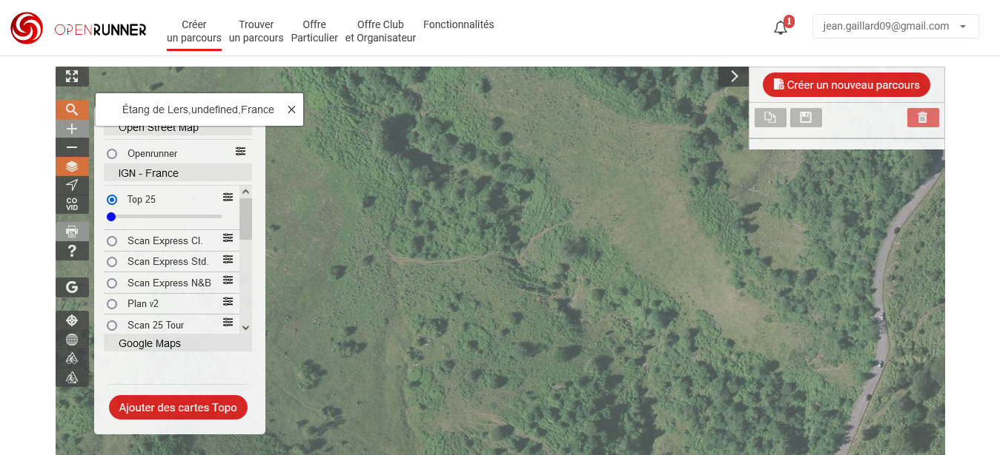 OPENRUNNER
Créer
un parcours
Trouver
un parcours
Offre
Particulier
Offre Club
et Organisateur
Fonctionnalités
1
jean.gaillard09@gmail.com
Étang de Lers,undefined,France
Open Street Map
Openrunner
IGN - France
Top 25
Scan Express Cl.
Scan Express Std.
Scan Express N&B
Plan v2
Scan 25 Tour
Google Maps
Ajouter des cartes Topo
CO
VID
?
G
Créer un nouveau parcours